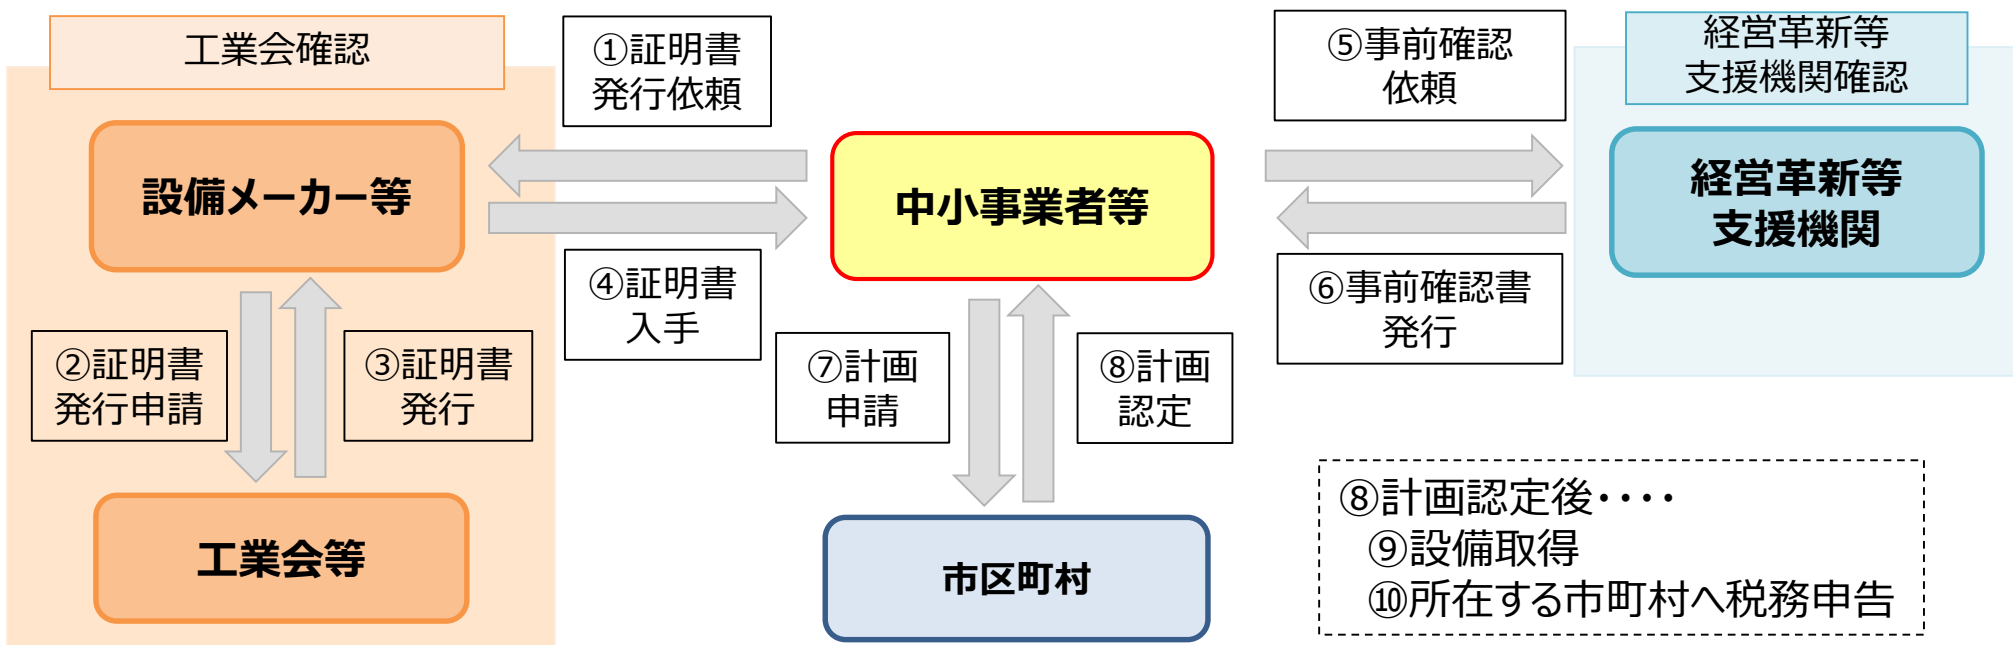 工業会確認
①証明書
発行依頼
⑤事前確認
依頼
経営革新等
支援機関確認
設備メーカー等
中小事業者等
経営革新等
支援機関
④証明書
入手
⑥事前確認書
発行
②証明書
発行申請
③証明書
発行
⑦計画
申請
⑧計画
認定
工業会等
市区町村
⑧計画認定後・・・・
⑨設備取得
⑩所在する市町村へ税務申告